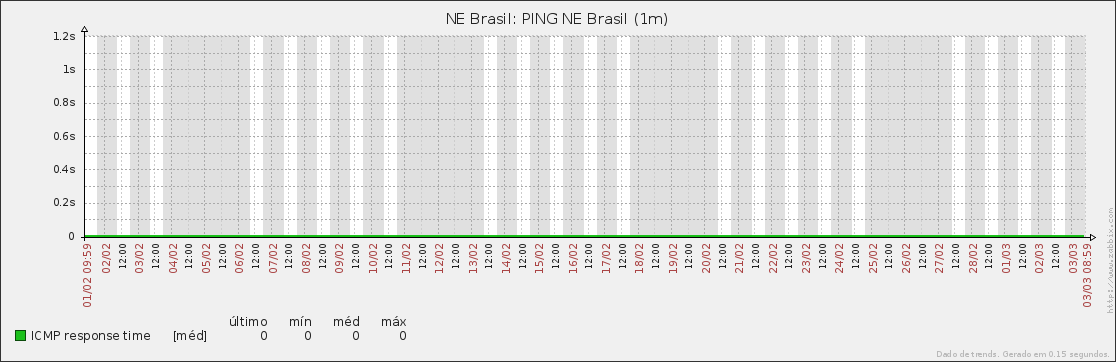 NE Brasil: PING NE Brasil (1m)
1.2s
1s
0.8s
0.6s
0.4s
0.2s
0
01/02 09:59 02/02 12:00 03/02 12:00 04/02 12:00 05/02 12:00 06/02 12:00 07/02 12:00 08/02 12:00 09/02 12:00 10/02 12:00 11/02 12:00 12/02 12:00 13/02 12:00 14/02 12:00 15/02 12:00 16/02 12:00 17/02 12:00 18/02 12:00 19/02 12:00 20/02 12:00 21/02 12:00 22/02 12:00 23/02 12:00 24/02 12:00 25/02 12:00 26/02 12:00 27/02 12:00 28/02 12:00 01/03 12:00 02/03 12:00 03/03 03/03 08:59
último mín méd máx
ICMP response time [méd] 0 0 0 0
http://www.zabbix.com
Dado de trends. Gerado em 0.15 segundos.